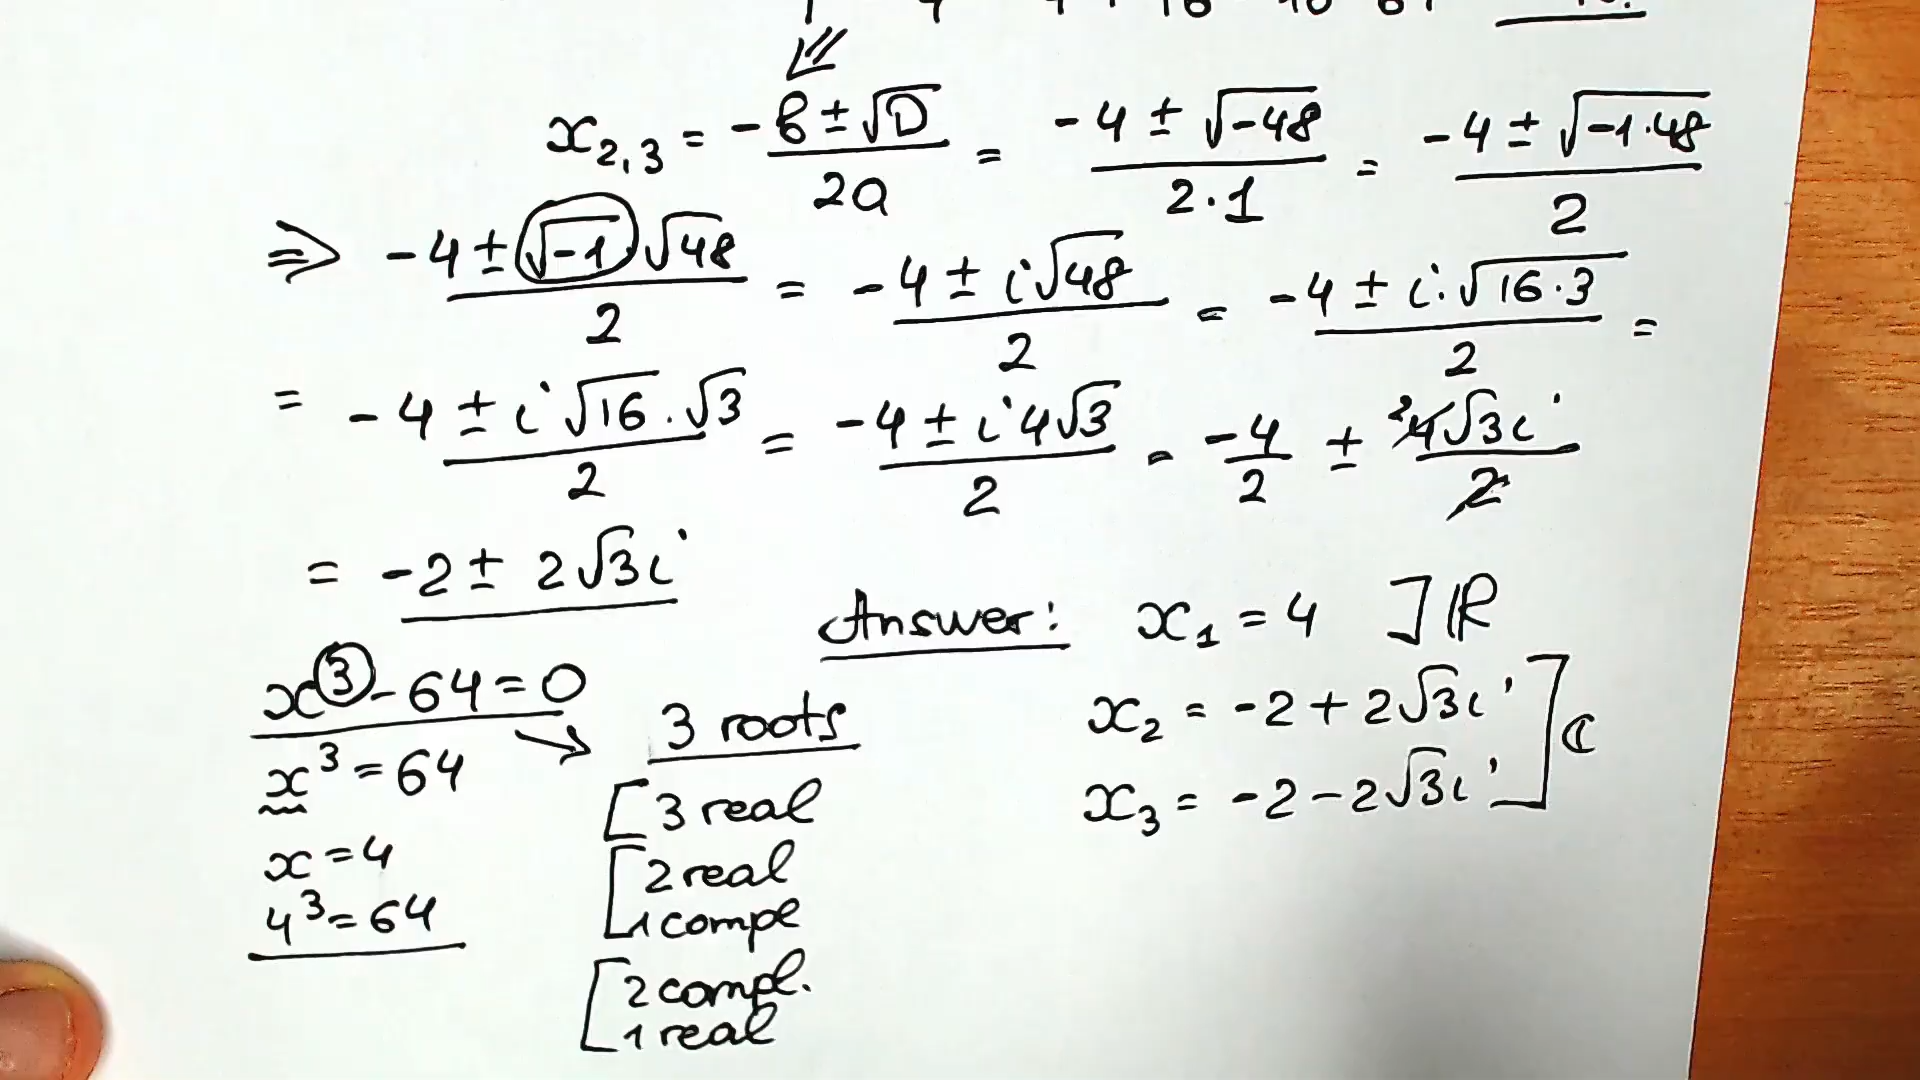 x₂,₃ = (-b ± √D)/(2a) = (-4 ± √-48)/(2·1) = (-4 ± √-1·48)/2
⇒ (-4 ± √-1 · √48)/2 = (-4 ± i√48)/2 = (-4 ± i·√16·3)/2 =
= (-4 ± i√16 · √3)/2 = (-4 ± i4√3)/2 = -4/2 ± 4√3i/2
= -2 ± 2√3i
x³ - 64 = 0
x³ = 64
x = 4
4³ = 64
3 roots
[3 real
[2 real
1 compl
[2 compl.
1 real
Answer: x₁ = 4 ] ℝ
x₂ = -2 + 2√3i
x₃ = -2 - 2√3i ] ℂ